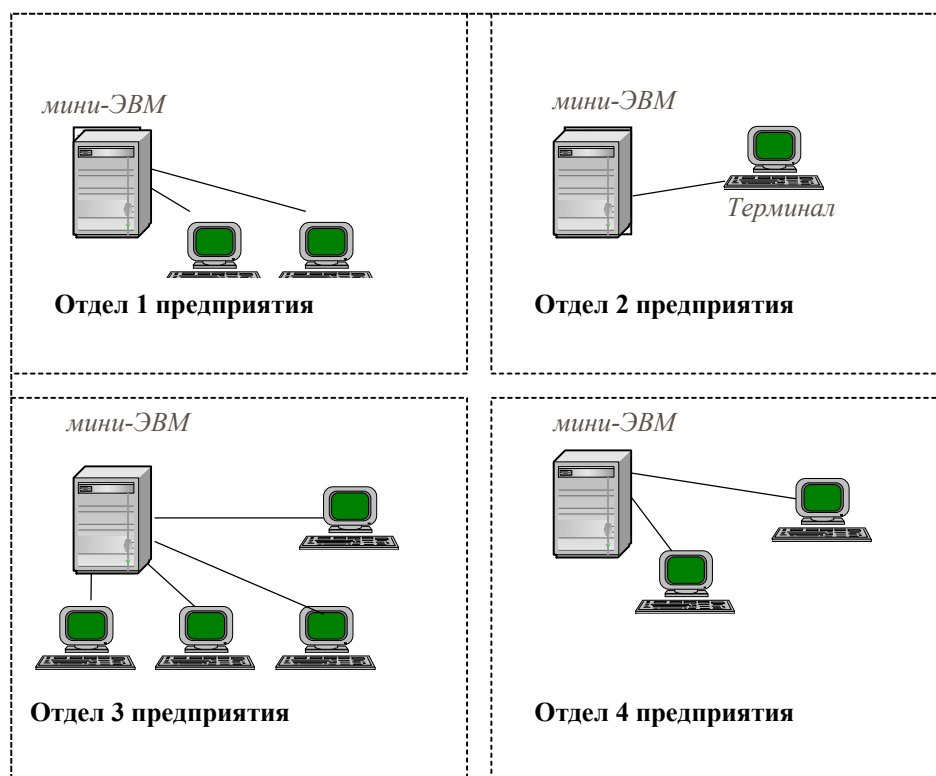 мини-ЭВМ
мини-ЭВМ
Терминал
Отдел 1 предприятия
Отдел 2 предприятия
мини-ЭВМ
мини-ЭВМ
Отдел 3 предприятия
Отдел 4 предприятия